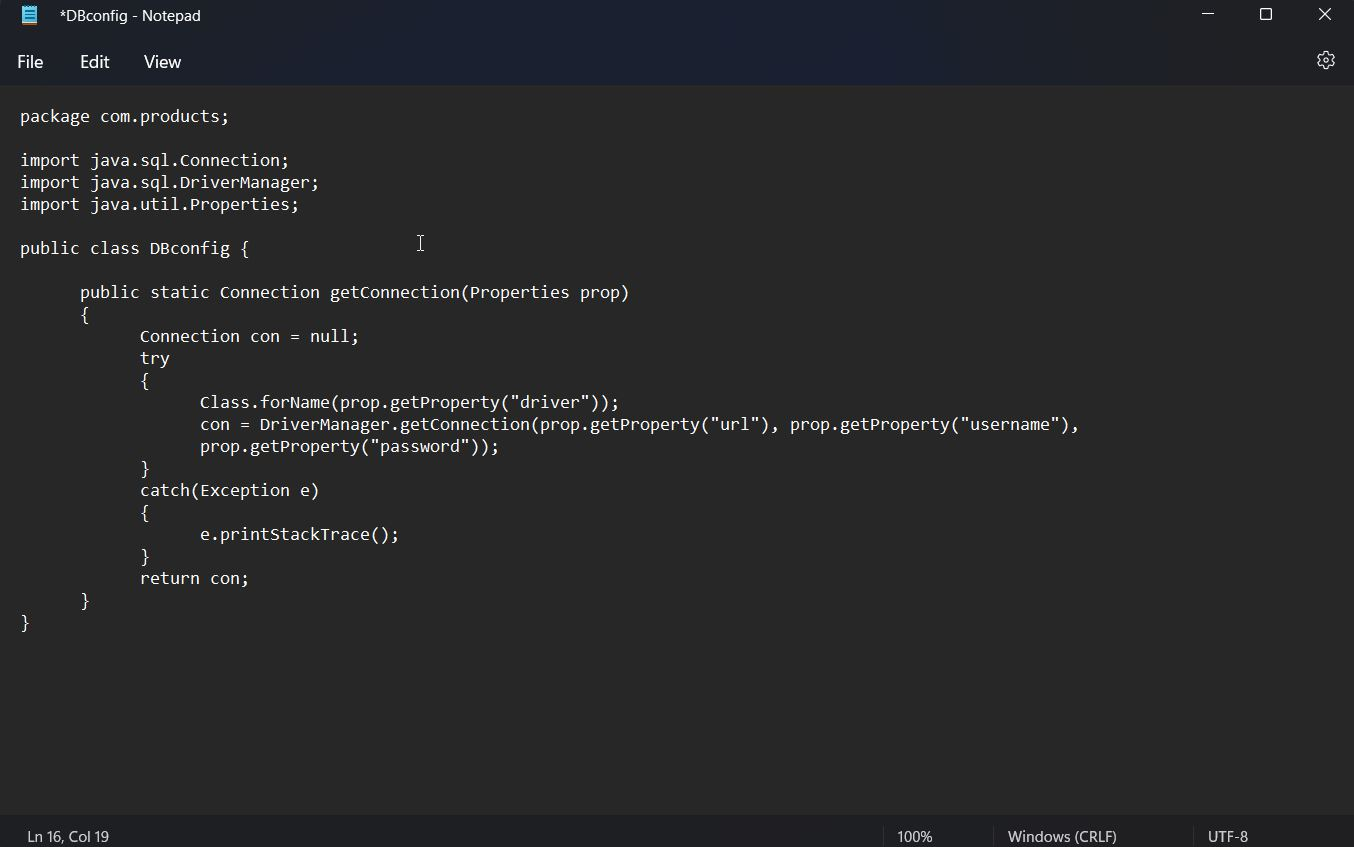 *DBconfig - Notepad
File Edit View
package com.products;
import java.sql.Connection;
import java.sql.DriverManager;
import java.util.Properties;
public class DBconfig {
public static Connection getConnection(Properties prop)
{
Connection con = null;
try
{
Class.forName(prop.getProperty("driver"));
con = DriverManager.getConnection(prop.getProperty("url"), prop.getProperty("username"),
prop.getProperty("password"));
}
catch(Exception e)
{
e.printStackTrace();
}
return con;
}
}
Ln 16, Col 19 100% Windows (CRLF) UTF-8